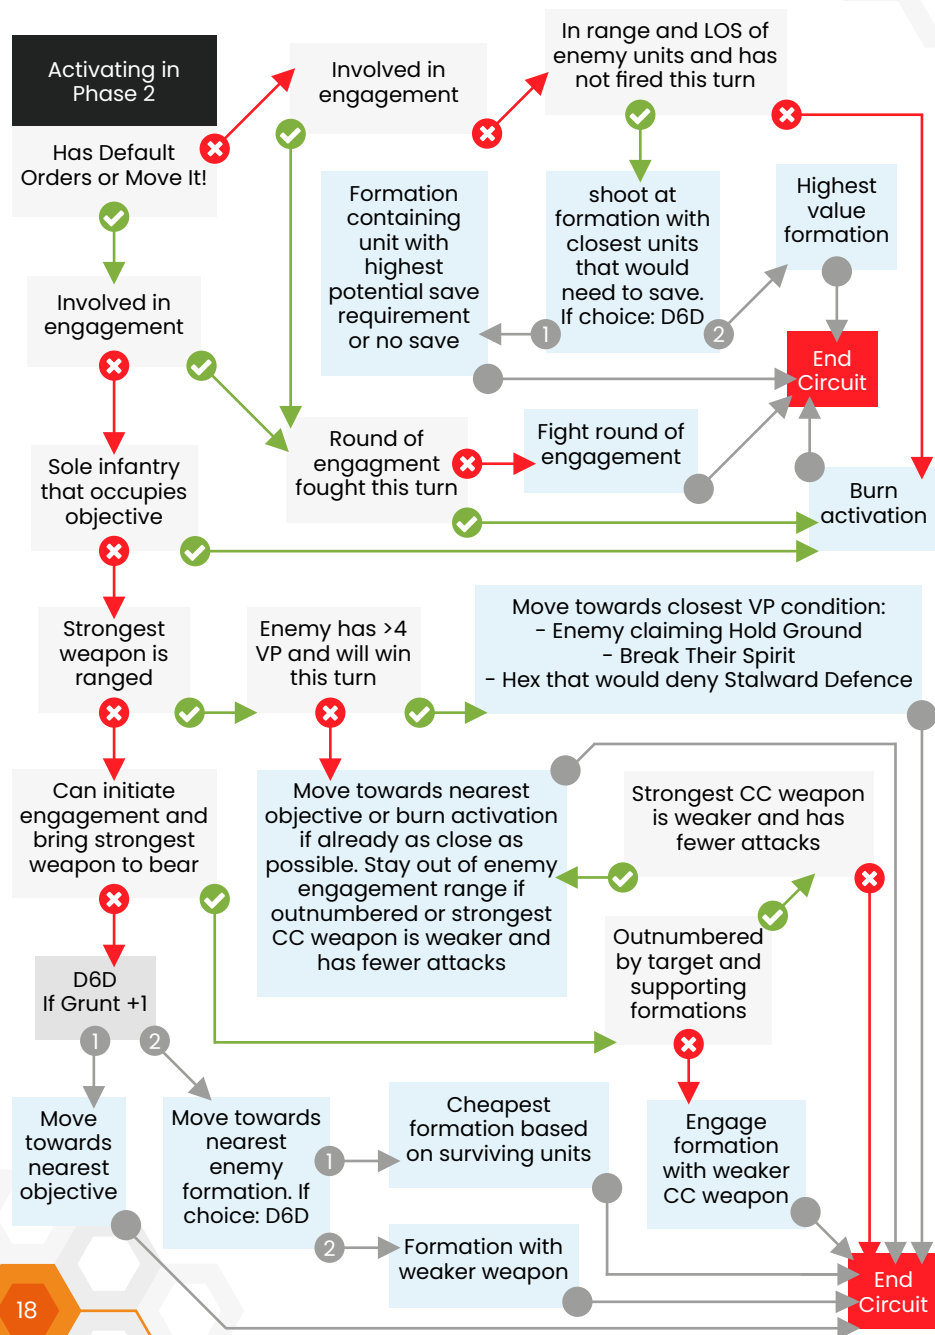 Activating in
Phase 2
Has Default
Orders or Move It!
Involved in
engagement
In range and LOS of
enemy units and has
not fired this turn
Formation
containing
unit with
highest
potential save
requirement
or no save
shoot at
formation with
closest units
that would
need to save.
If choice: D6D
1
2
Highest
value
formation
End
Circuit
Involved in
engagement
Round of
engagment
fought this turn
Fight round of
engagement
Burn
activation
Sole infantry
that occupies
objective
Strongest
weapon is
ranged
Enemy has >4
VP and will win
this turn
Move towards closest VP condition:
- Enemy claiming Hold Ground
- Break Their Spirit
- Hex that would deny Stalward Defence
Can initiate
engagement and
bring strongest
weapon to bear
Move towards nearest
objective or burn activation
if already as close as
possible. Stay out of enemy
engagement range if
outnumbered or strongest
CC weapon is weaker and
has fewer attacks
Strongest CC weapon
is weaker and has
fewer attacks
Outnumbered
by target and
supporting
formations
D6D
If Grunt +1
1
2
Move
towards
nearest
objective
Move towards
nearest
enemy
formation. If
choice: D6D
1
2
Cheapest
formation based
on surviving units
Formation with
weaker weapon
Engage
formation
with weaker
CC weapon
End
Circuit
18